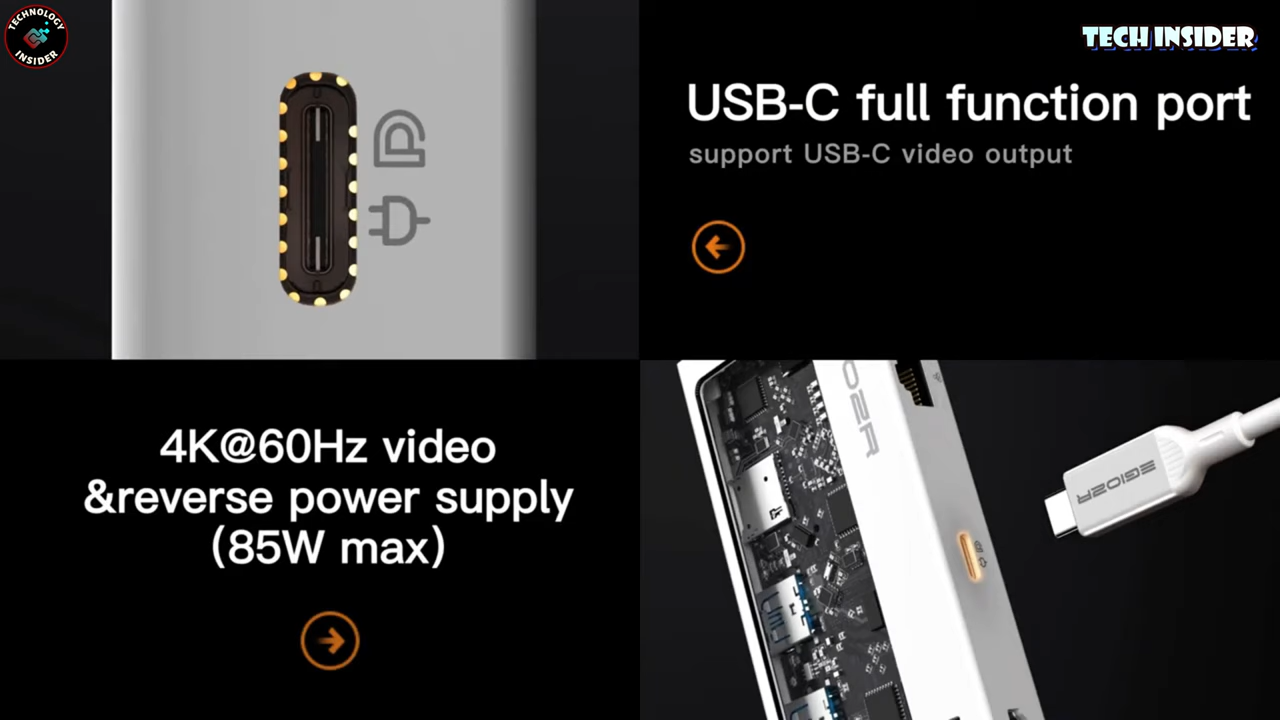 TECHNOLOGY
INSIDER
TECH INSIDER
USB-C full function port
support USB-C video output
4K@60Hz video
&reverse power supply
(85W max)
EGIOZR